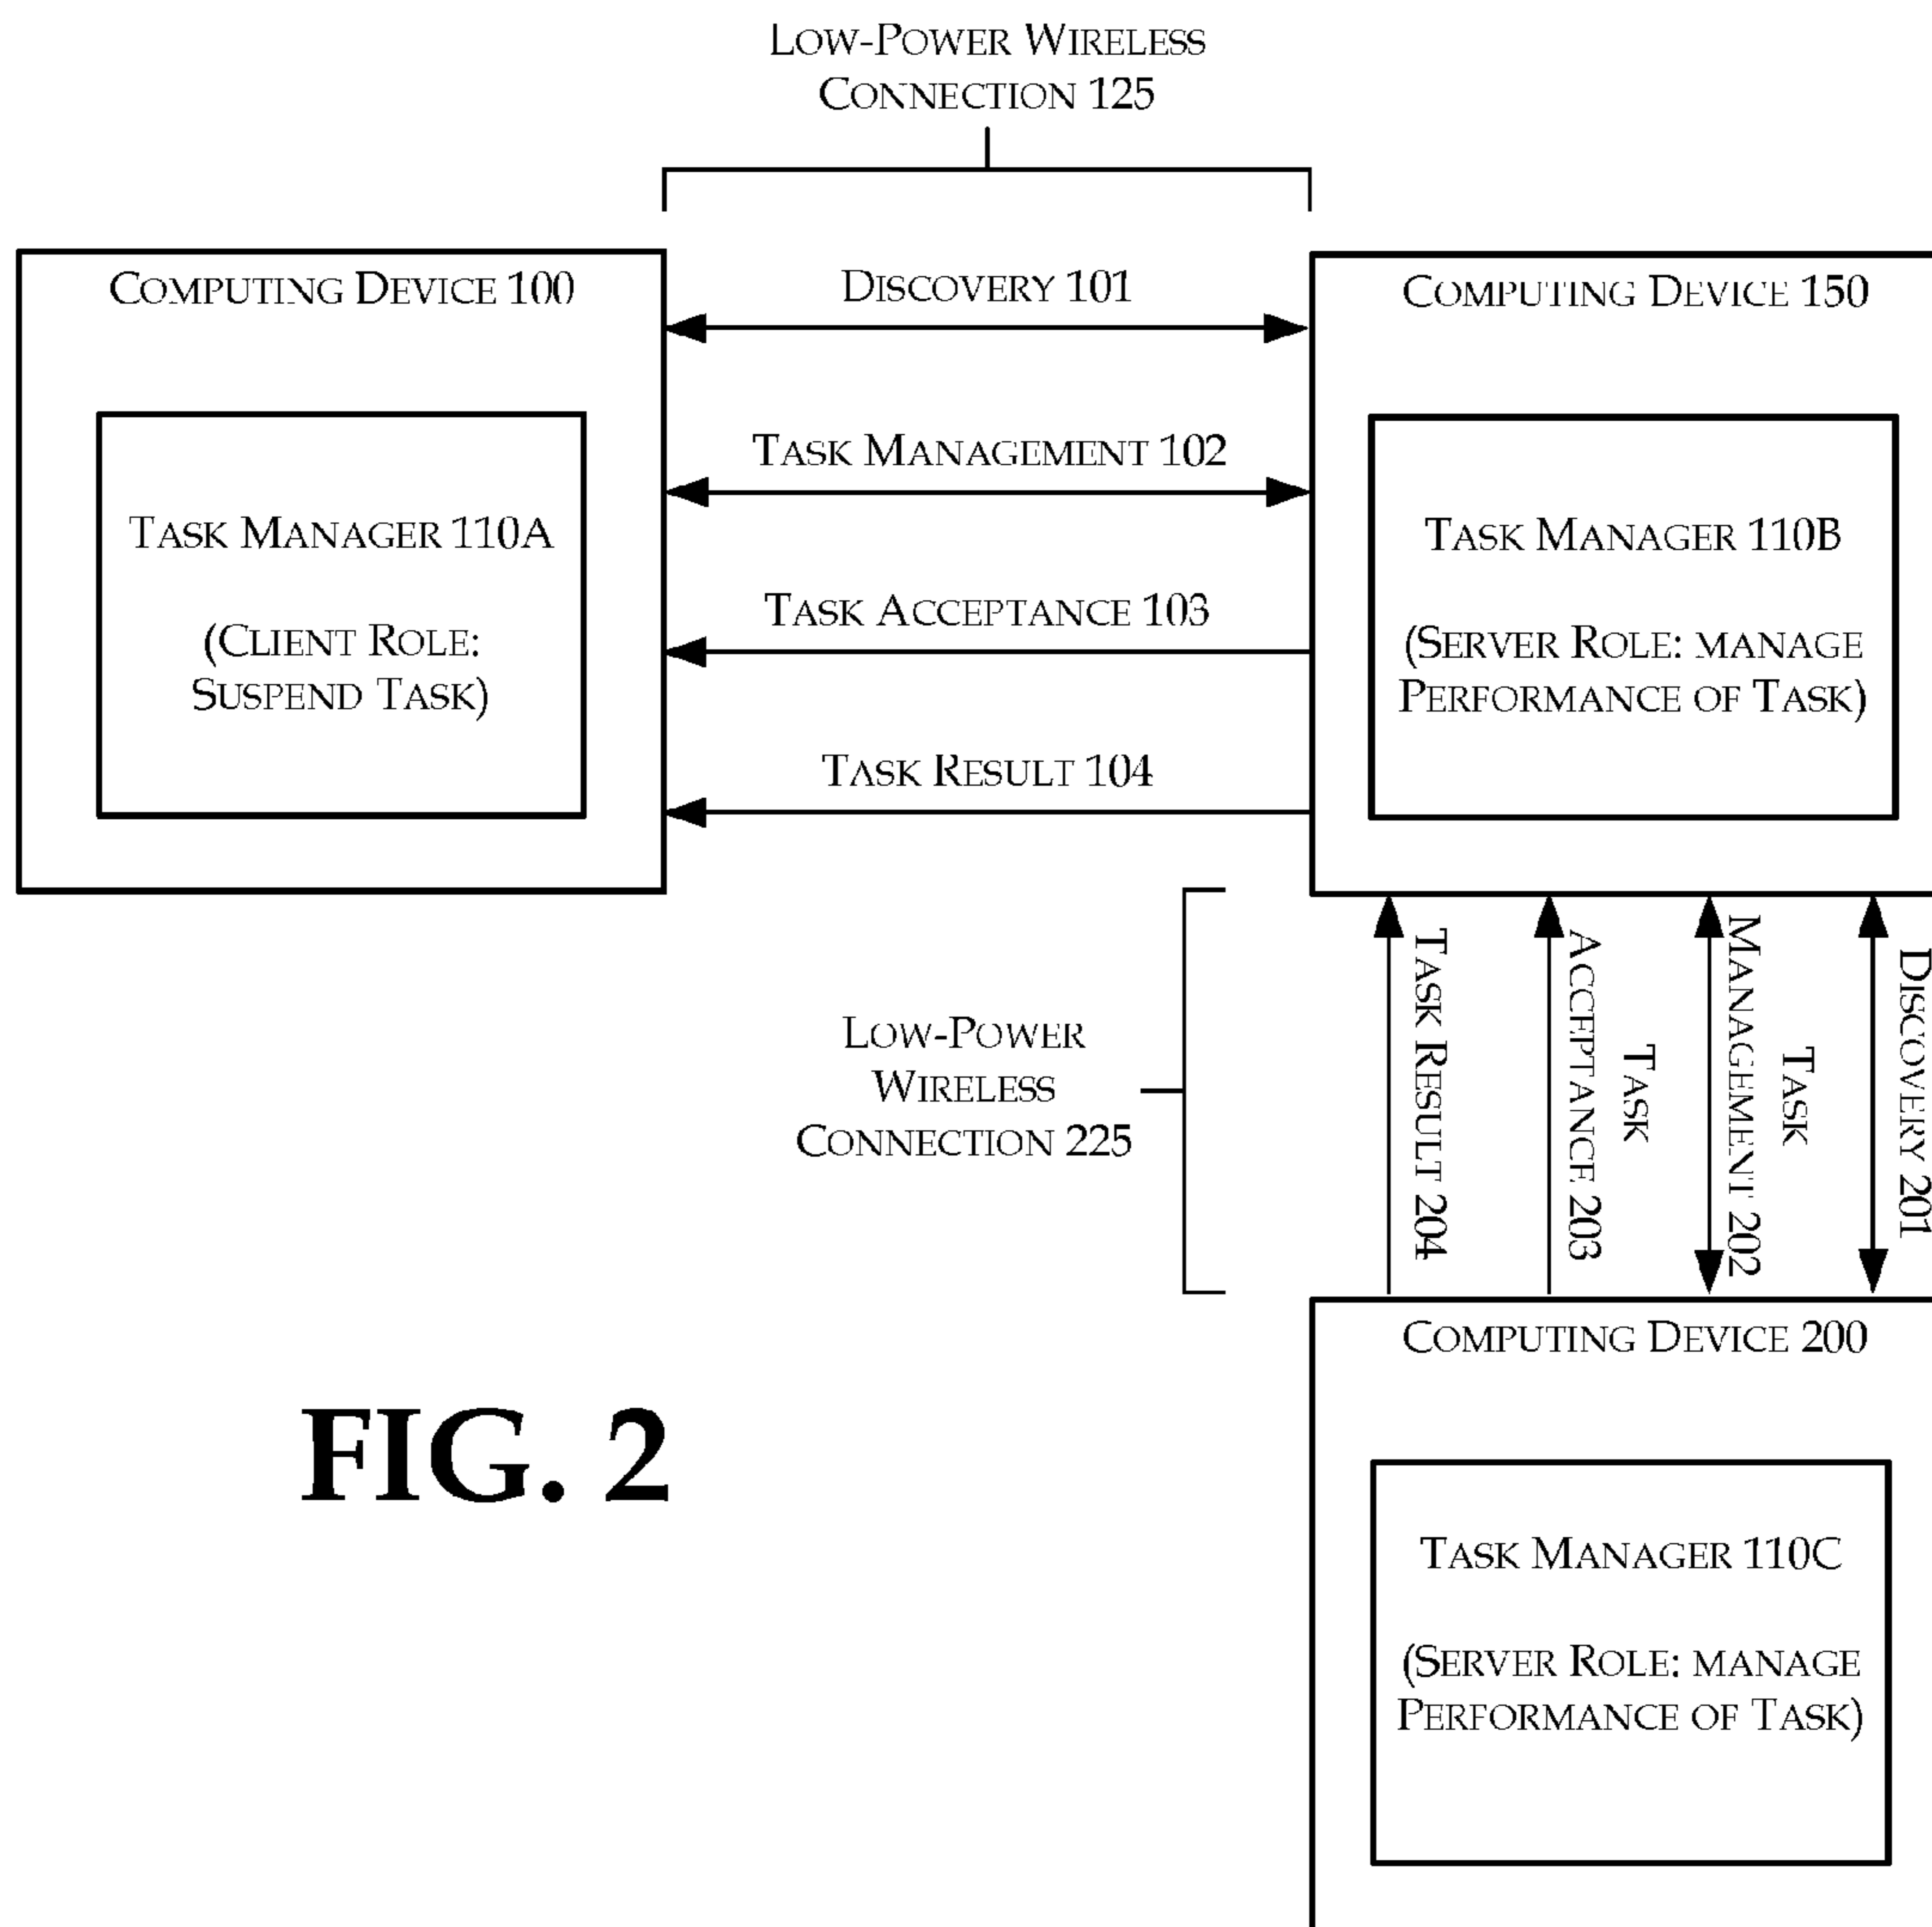 Low-Power Wireless
Connection 125
Computing Device 100
Discovery 101
Computing Device 150
Task Management 102
Task Manager 110A
Task Manager 110B
Task Acceptance 103
(Client Role:
Suspend Task)
(Server Role: manage
Performance of Task)
Task Result 104
Low-Power
Wireless
Connection 225
Task Result 204
Task
Acceptance 203
Task
Management 202
Discovery 201
Computing Device 200
FIG. 2
Task Manager 110C
(Server Role: manage
Performance of Task)